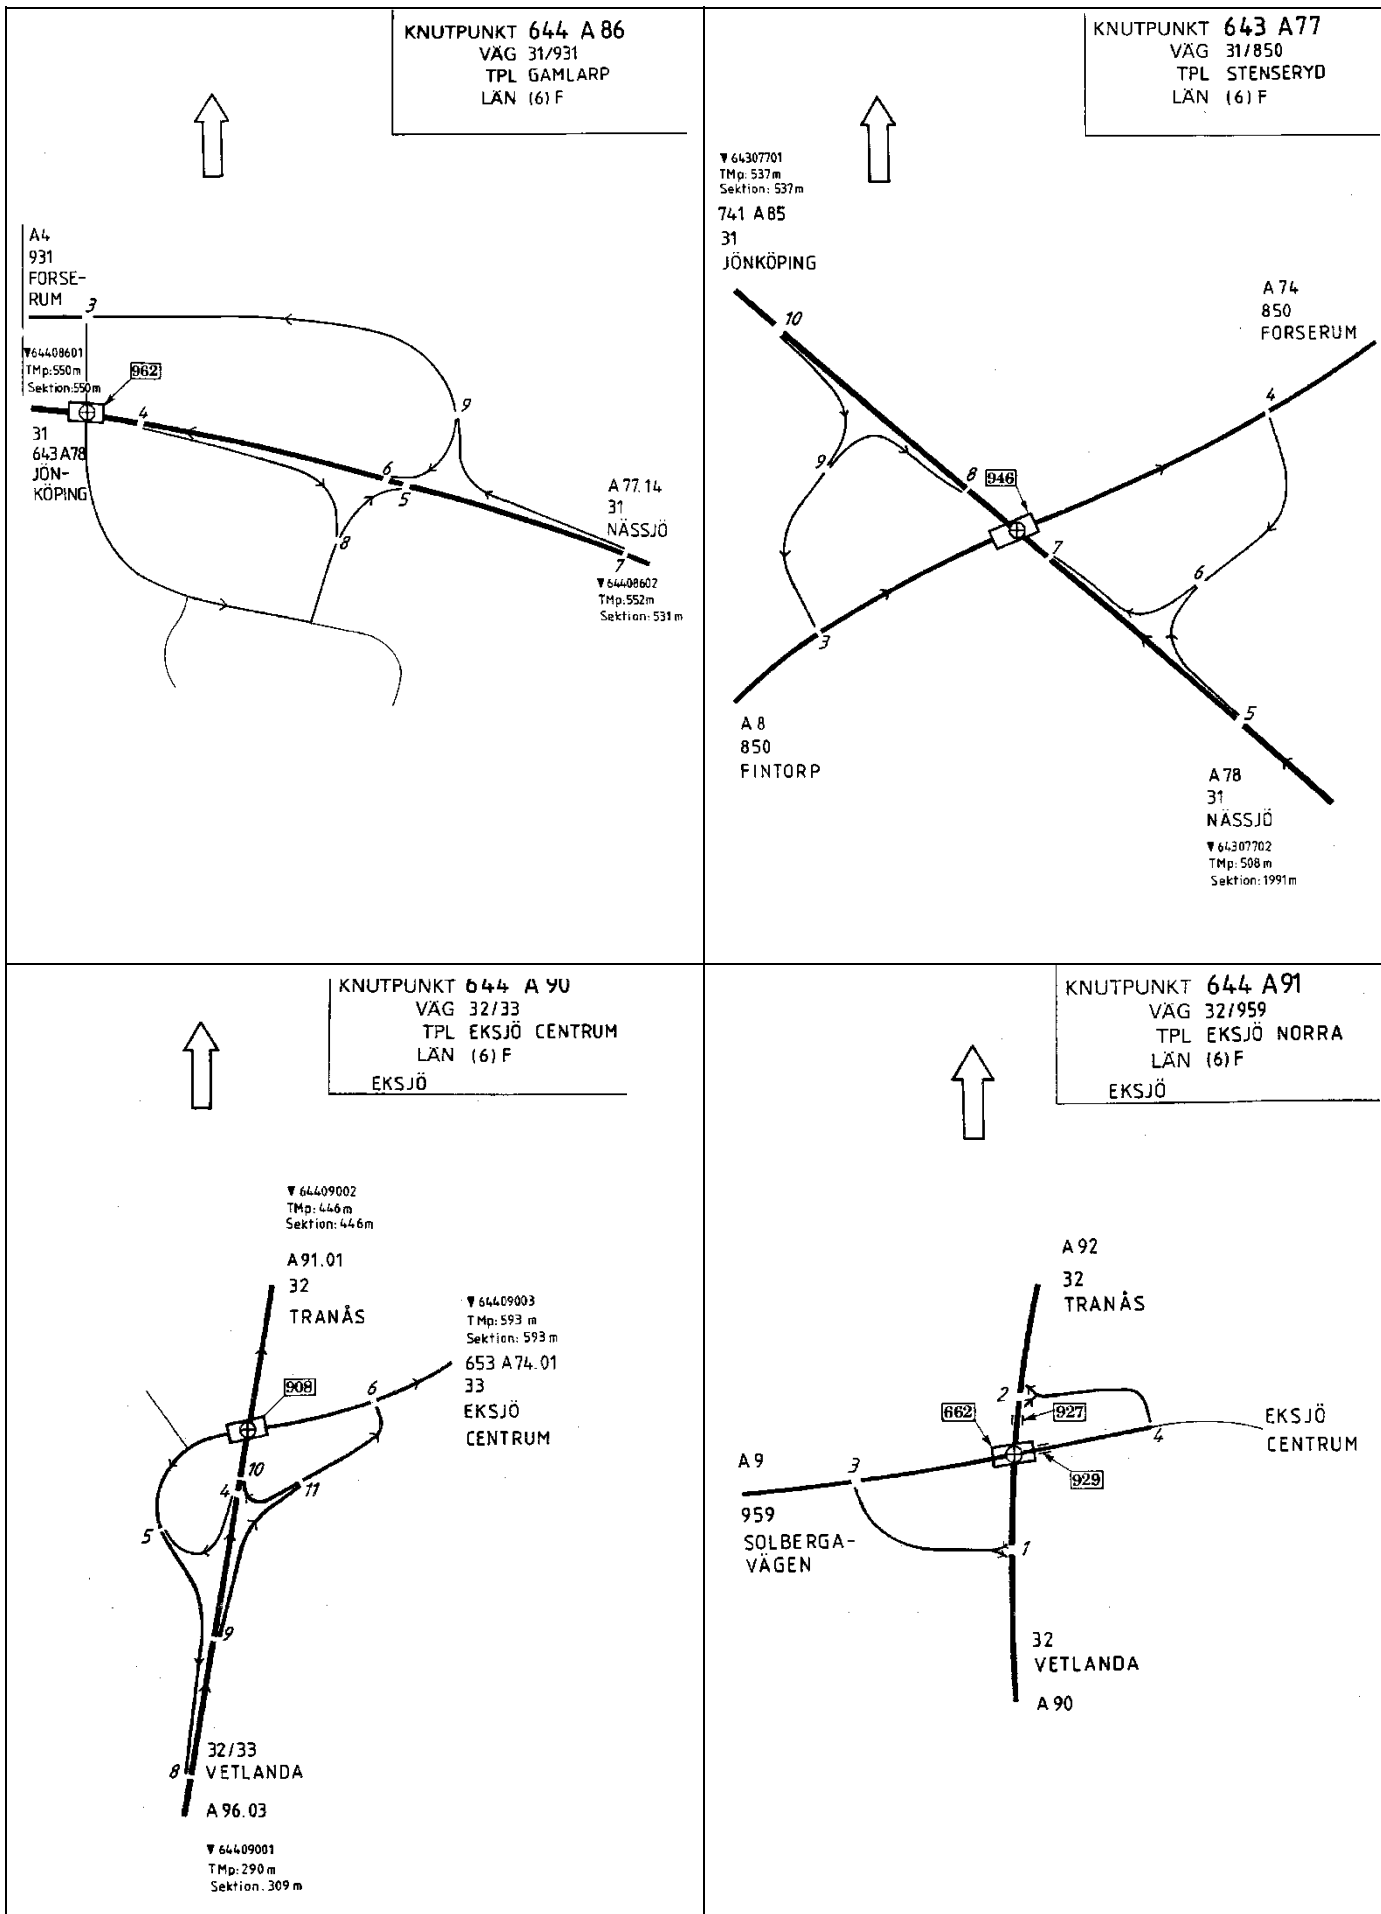 KNUTPUNKT 644 A 86
VÄG 31/931
TPL GAMLARP
LÄN (6) F
A4
931
FORSE-
RUM
3
▼64408601
TMp:550m
Sektion:550m
962
4
9
31
643 A78
JÖN-
KÖPING
6
5
A 77.14
31
NÄSSJÖ
8
7
▼64408602
TMp:552m
Sektion: 531m
KNUTPUNKT 643 A77
VÄG 31/850
TPL STENSERYD
LÄN (6) F
▼64307701
TMp: 537m
Sektion: 537m
741 A85
31
JÖNKÖPING
10
A 74
850
FORSERUM
4
9
8
946
7
6
3
5
A 8
850
FINTORP
A 78
31
NÄSSJÖ
▼64307702
TMp: 508m
Sektion: 1991m
KNUTPUNKT 644 A 90
VÄG 32/33
TPL EKSJÖ CENTRUM
LÄN (6) F
EKSJÖ
▼64409002
TMp: 446m
Sektion: 446m
A 91.01
32
TRANÅS
▼64409003
TMp: 593 m
Sektion: 593 m
653 A 74.01
33
EKSJÖ
CENTRUM
908
6
10
4
11
5
9
32/33
8 VETLANDA
A 96.03
▼64409001
TMp: 290m
Sektion. 309m
KNUTPUNKT 644 A91
VÄG 32/959
TPL EKSJÖ NORRA
LÄN (6) F
EKSJÖ
A 92
32
TRANÅS
2
662
927
4
EKSJÖ
CENTRUM
A 9
3
929
959
SOLBERGA-
VÄGEN
1
32
VETLANDA
A 90